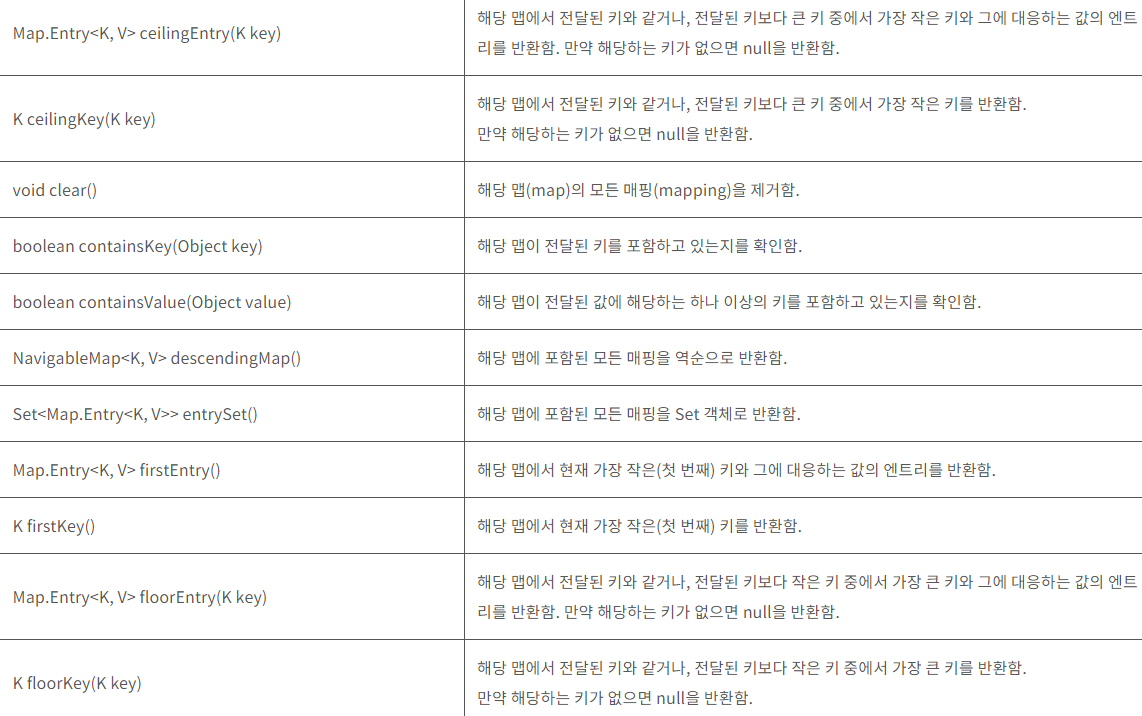 Map.Entry<K, V> ceilingEntry(K key)
해당 맵에서 전달된 키와 같거나, 전달된 키보다 큰 키 중에서 가장 작은 키와 그에 대응하는 값의 엔트
리를 반환함. 만약 해당하는 키가 없으면 null을 반환함.
K ceilingKey(K key)
해당 맵에서 전달된 키와 같거나, 전달된 키보다 큰 키 중에서 가장 작은 키를 반환함.
만약 해당하는 키가 없으면 null을 반환함.
void clear()
해당 맵(map)의 모든 매핑(mapping)을 제거함.
boolean containsKey(Object key)
해당 맵이 전달된 키를 포함하고 있는지를 확인함.
boolean containsValue(Object value)
해당 맵이 전달된 값에 해당하는 하나 이상의 키를 포함하고 있는지를 확인함.
NavigableMap<K, V> descendingMap()
해당 맵에 포함된 모든 매핑을 역순으로 반환함.
Set<Map.Entry<K, V>> entrySet()
해당 맵에 포함된 모든 매핑을 Set 객체로 반환함.
Map.Entry<K, V> firstEntry()
해당 맵에서 현재 가장 작은(첫 번째) 키와 그에 대응하는 값의 엔트리를 반환함.
K firstKey()
해당 맵에서 현재 가장 작은(첫 번째) 키를 반환함.
Map.Entry<K, V> floorEntry(K key)
해당 맵에서 전달된 키와 같거나, 전달된 키보다 작은 키 중에서 가장 큰 키와 그에 대응하는 값의 엔트
리를 반환함. 만약 해당하는 키가 없으면 null을 반환함.
K floorKey(K key)
해당 맵에서 전달된 키와 같거나, 전달된 키보다 작은 키 중에서 가장 큰 키를 반환함.
만약 해당하는 키가 없으면 null을 반환함.